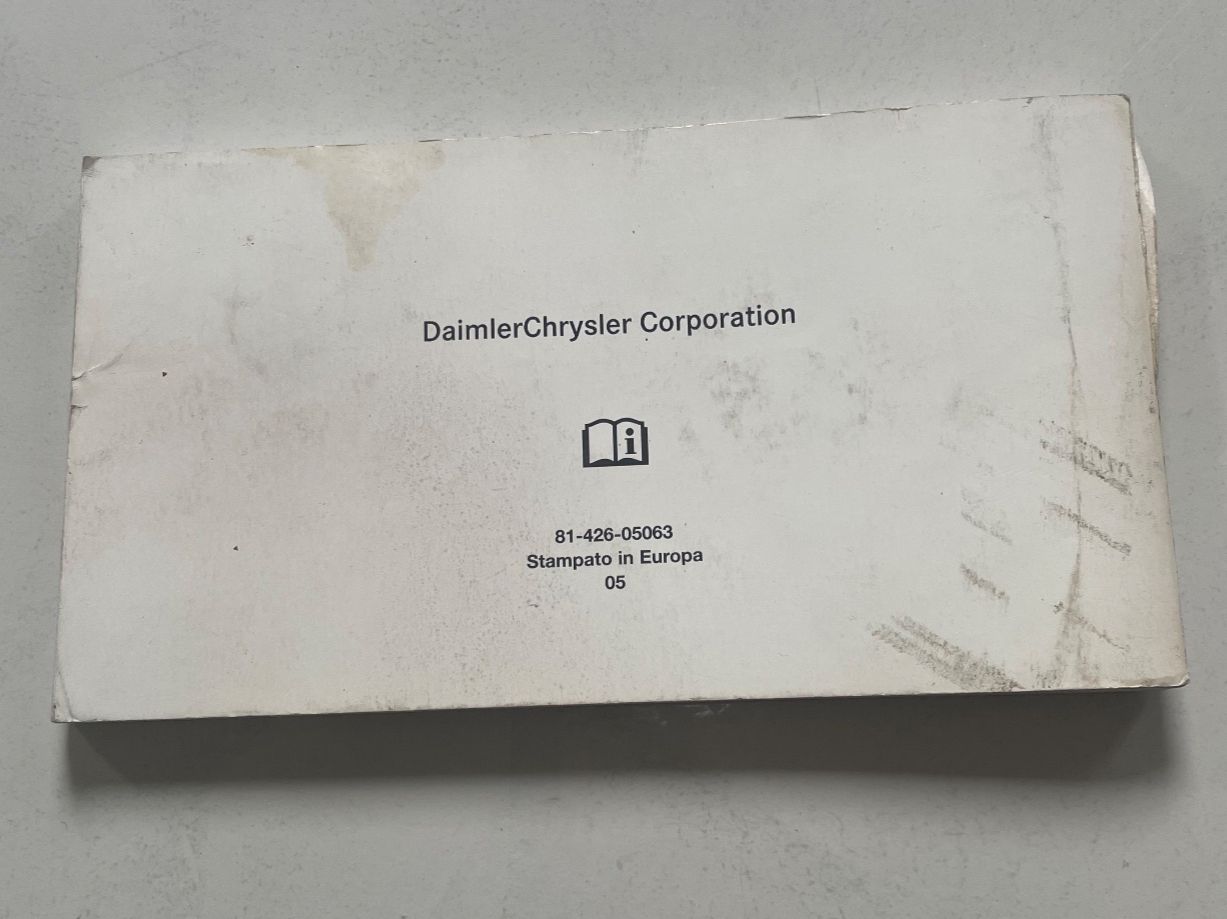 DaimlerChrysler Corporation
i
81-426-05063
Stampato in Europa
05